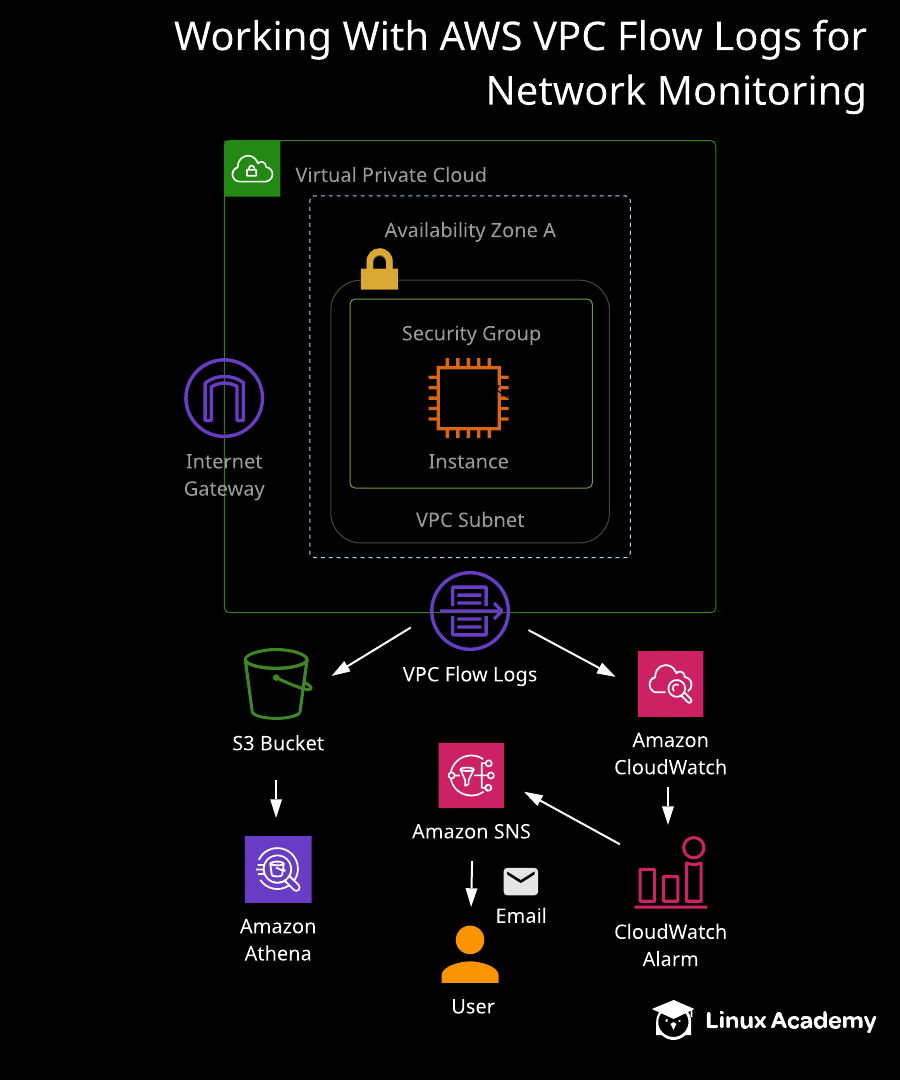 Working With AWS VPC Flow Logs for
Network Monitoring
Virtual Private Cloud
Availability Zone A
Security Group
Instance
Internet
Gateway
VPC Subnet
VPC Flow Logs
S3 Bucket
Amazon
CloudWatch
Amazon SNS
Email
Amazon
Athena
CloudWatch
Alarm
User
Linux Academy